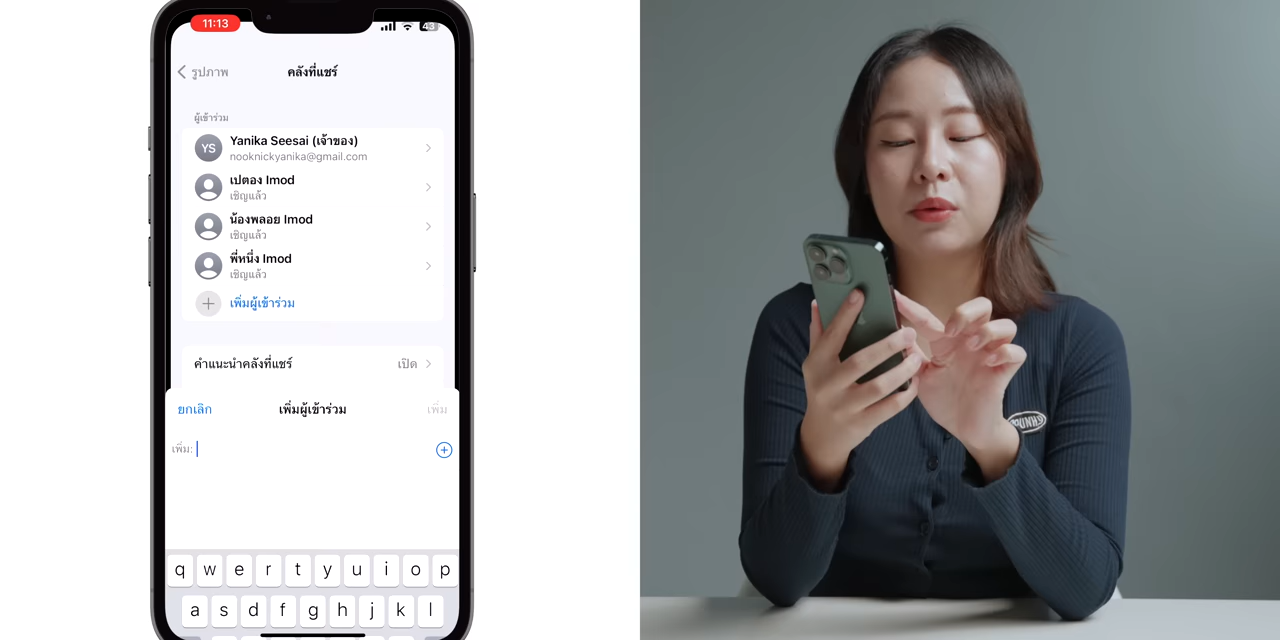 11:13
43
รูปภาพ
คลังที่แชร์
ผู้เข้าร่วม
YS
Yanika Seesai (เจ้าของ)
nooknickyanika@gmail.com
เปตอง Imod
เชิญแล้ว
น้องพลอย Imod
เชิญแล้ว
พี่หนึ่ง Imod
เชิญแล้ว
เพิ่มผู้เข้าร่วม
คำแนะนำคลังที่แชร์ เปิด
ยกเลิก เพิ่มผู้เข้าร่วม เพิ่ม
เพิ่ม:
q w e r t y u i o p
a s d f g h j k l